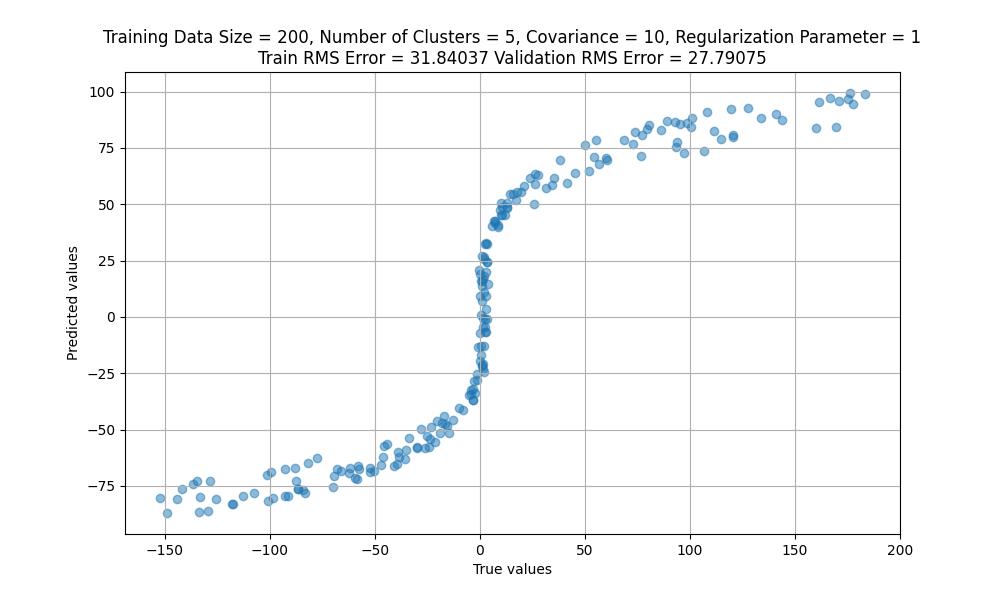 Training Data Size = 200, Number of Clusters = 5, Covariance = 10, Regularization Parameter = 1
Train RMS Error = 31.84037 Validation RMS Error = 27.79075
100
75
50
25
0
−25
−50
−75
Predicted values
−150 −100 −50 0 50 100 150 200
True values